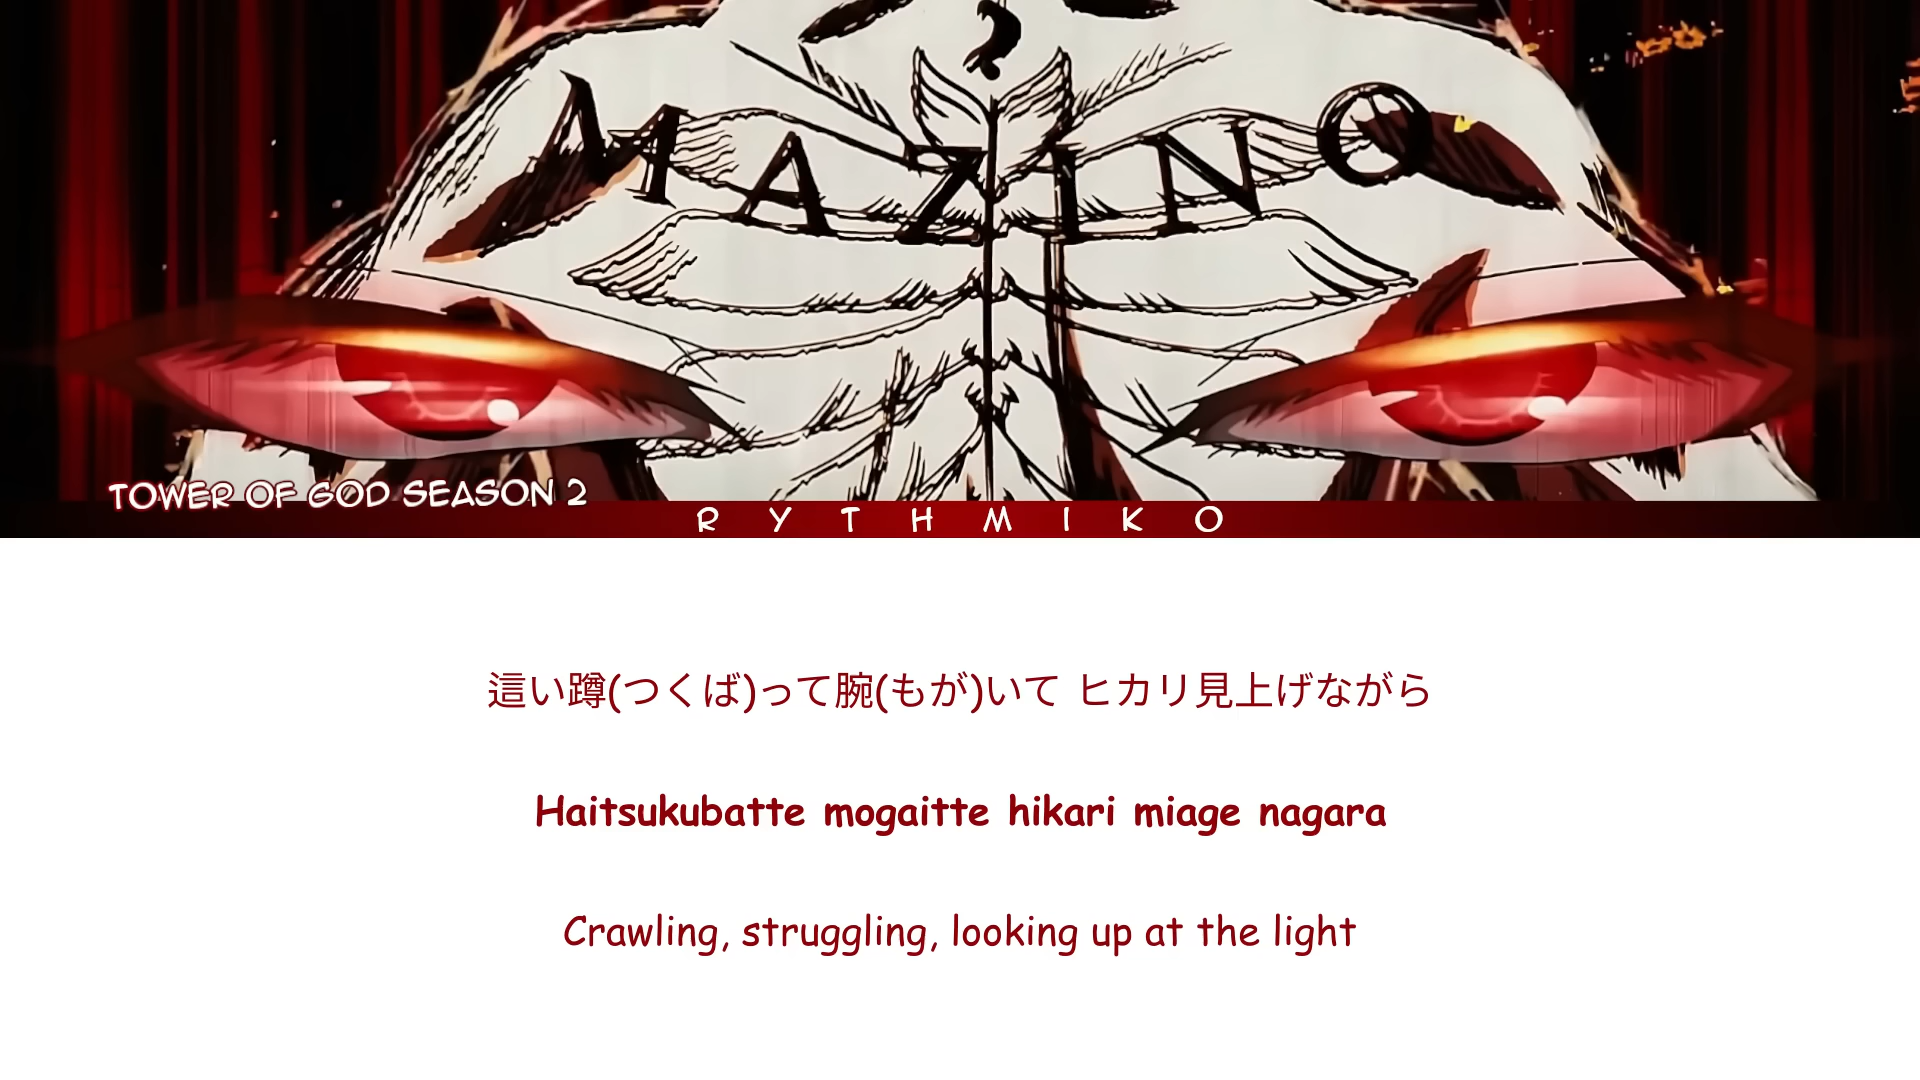 MAZINO
TOWER OF GOD SEASON 2
RYTHMIKO
這い蹲(つくば)って腕(もが)いて ヒカリ見上げながら
Haitsukubatte mogaitte hikari miage nagara
Crawling, struggling, looking up at the light